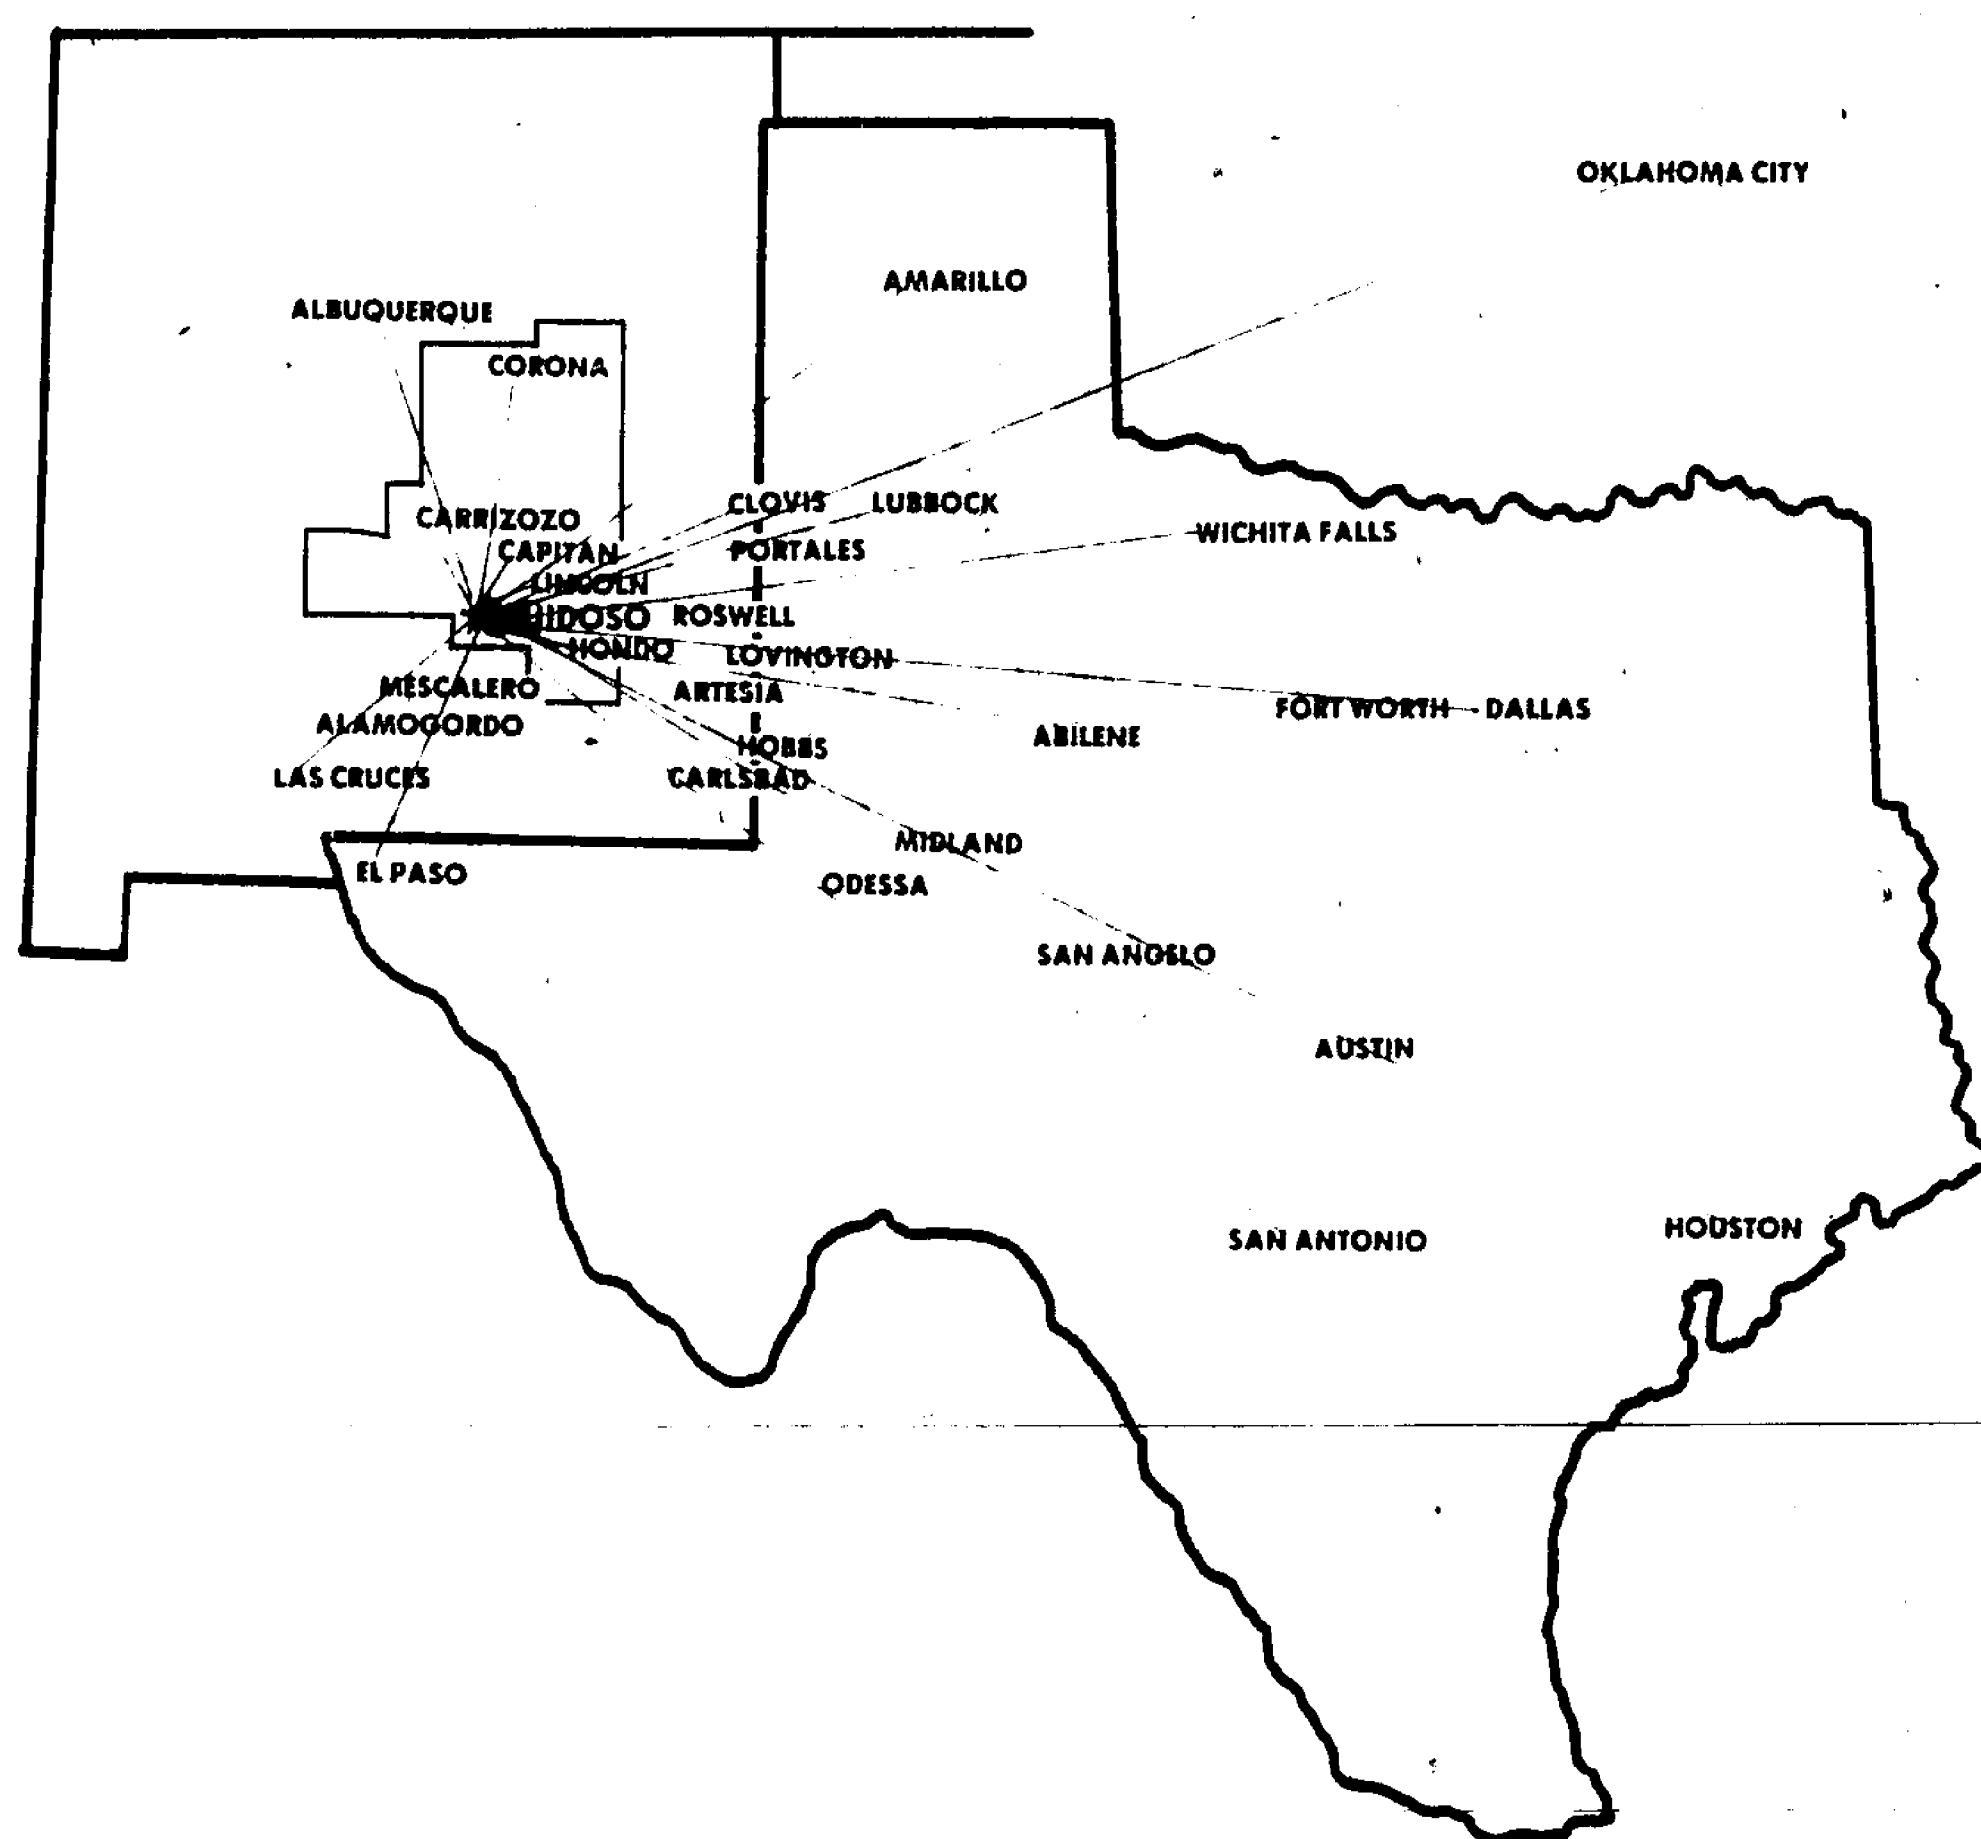 OKLAHOMA CITY
AMARILLO
ALBUQUERQUE
CORONA
CLOVIS
LUBBOCK
CARRIZOZO
WICHITA FALLS
CAPITAN
PORTALES
LINCOLN
ROSWELL
HONDO
LOVINGTON
MESCALERO
ARTESIA
FORT WORTH - DALLAS
ALAMOGORDO
ABILENE
HOBBS
LAS CRUCES
CARLSBAD
MIDLAND
EL PASO
ODESSA
SAN ANGELO
AUSTIN
HOUSTON
SAN ANTONIO